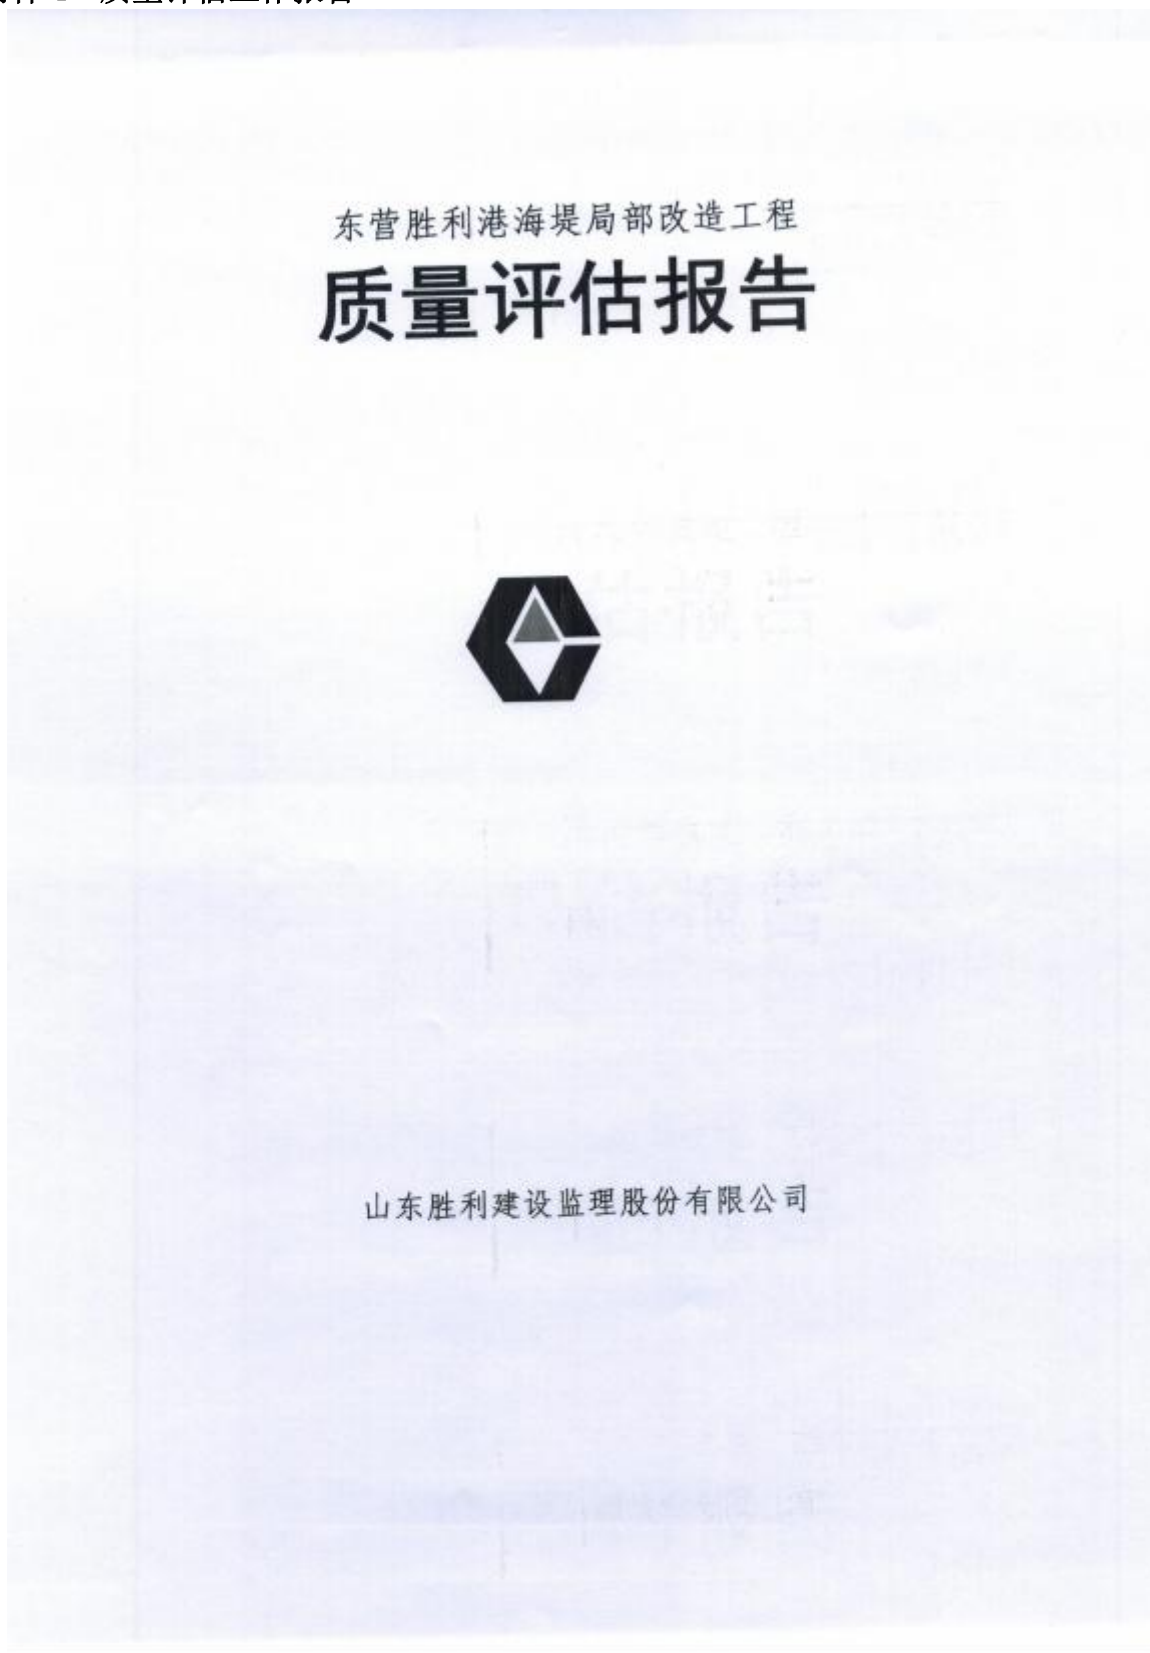 东营胜利港海堤局部改造工程
质量评估报告
山东胜利建设监理股份有限公司